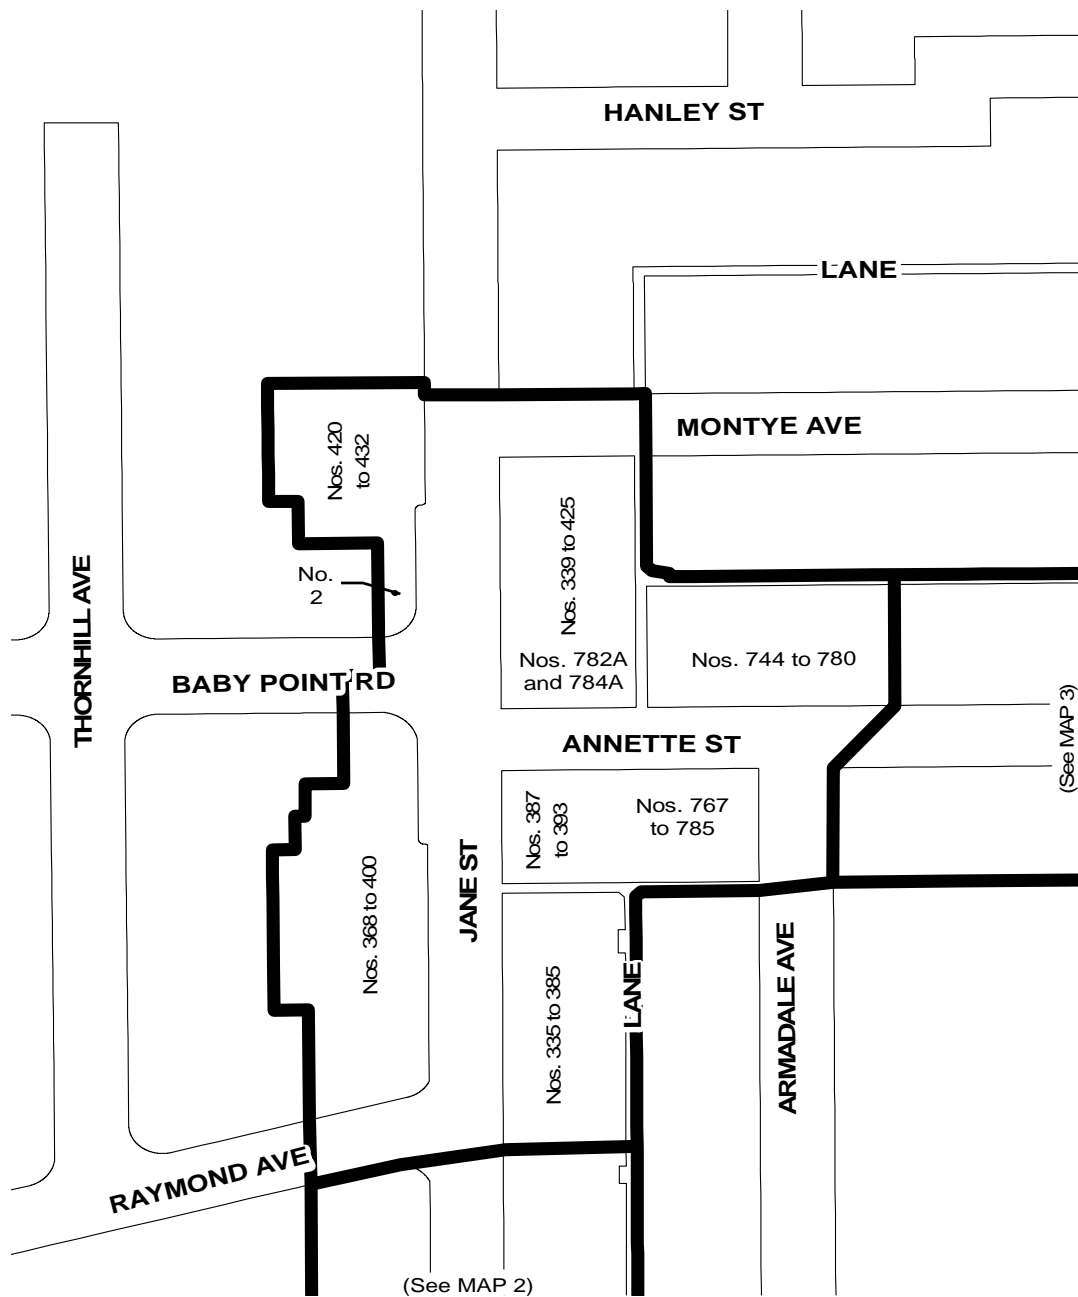 HANLEY ST
LANE
MONTYE AVE
Nos. 420
to 432
Nos. 339 to 425
THORNHILL AVE
No.
2
Nos. 782A
and 784A
Nos. 744 to 780
BABY POINT RD
(See MAP 3)
ANNETTE ST
Nos. 387
to 393
Nos. 767
to 785
JANE ST
Nos. 368 to 400
LANE
Nos. 335 to 385
ARMADALE AVE
RAYMOND AVE
(See MAP 2)